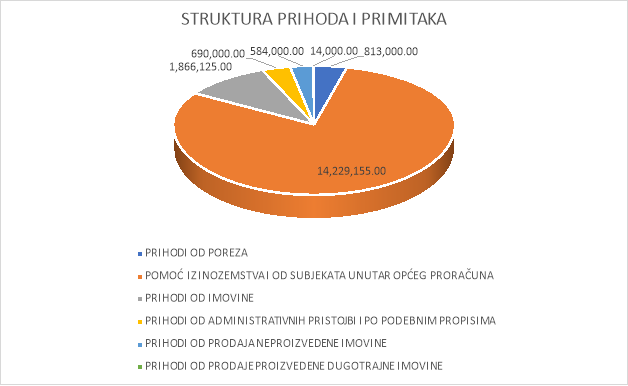 STRUKTURA PRIHODA I PRIMITAKA
690,000.00 584,000.00 14,000.00 813,000.00
1,866,125.00
14,229,155.00
PRIHODI OD POREZA
POMOĆ IZ INOZEMSTVA I OD SUBJEKATA UNUTAR OPĆEG PRORAČUNA
PRIHODI OD IMOVINE
PRIHODI OD ADMINISTRATIVNIH PRISTOJBI I PO PODEBNIM PROPISIMA
PRIHODI OD PRODAJA NEPROIZVEDENE IMOVINE
PRIHODI OD PRODAJE PROIZVEDENE DUGOTRAJNE IMOVINE